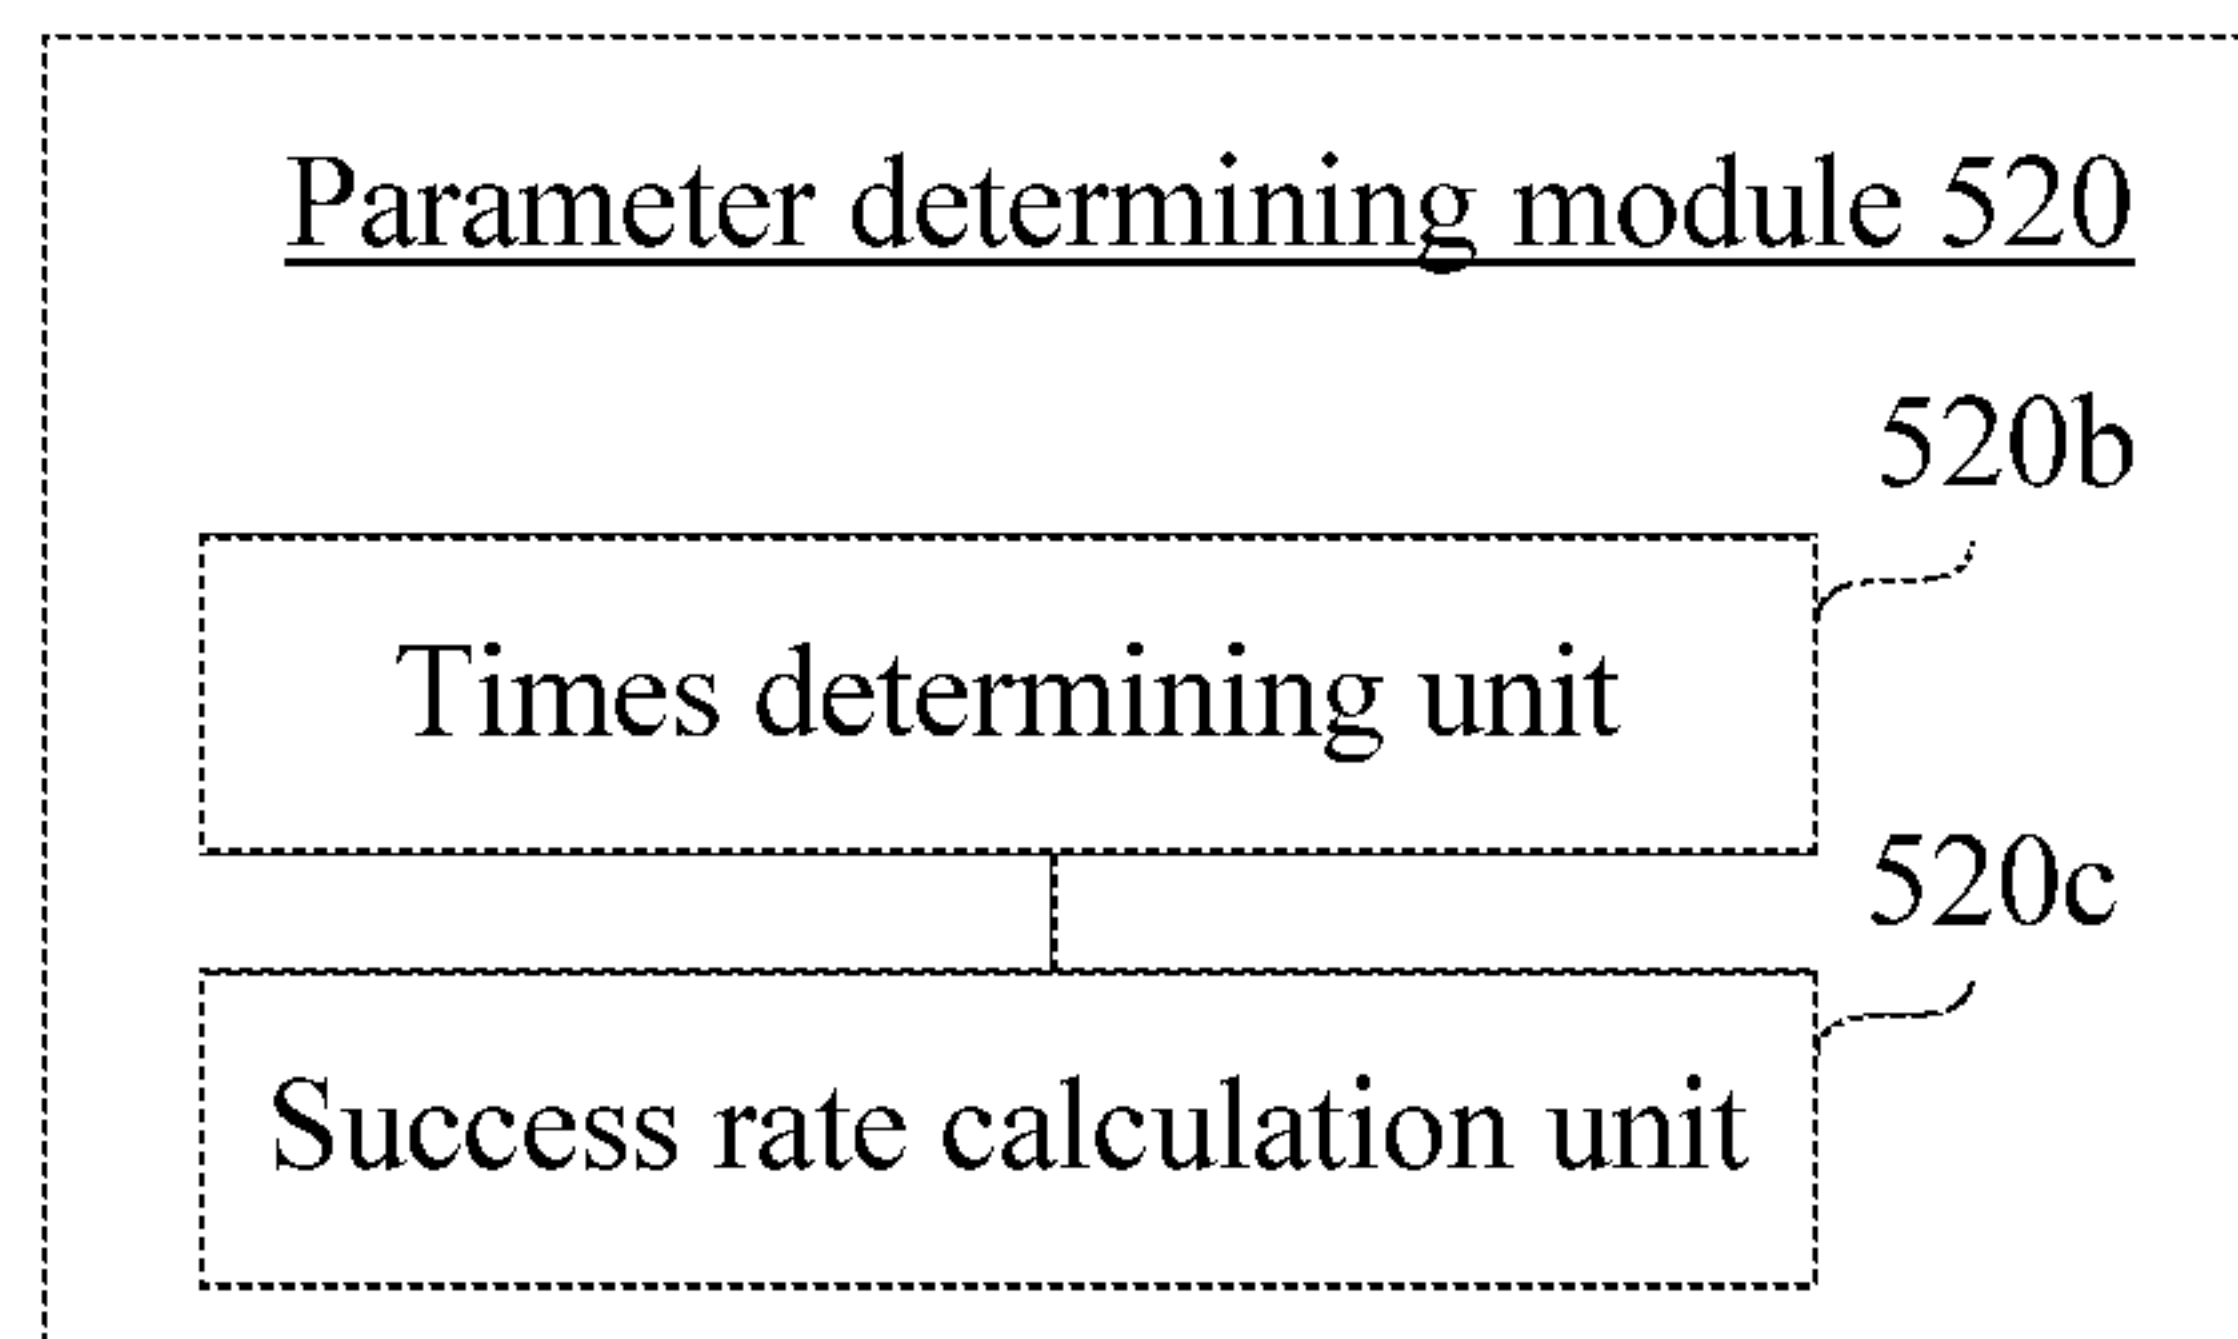 Parameter determining module 520
520b
Times determining unit
520c
Success rate calculation unit